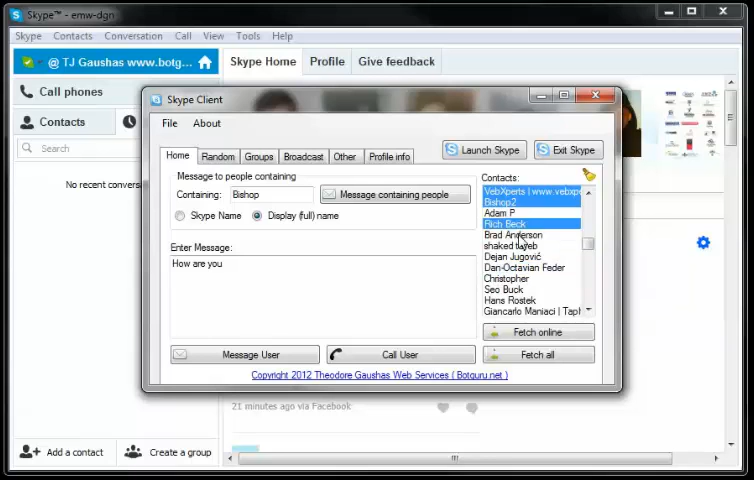 Skype™ - emw-dgn
Skype Contacts Conversation Call View Tools Help
@ TJ Gaushas www.botg...
Skype Home Profile Give feedback
Call phones
Contacts
Search
No recent conversa
Skype Client
File About
Home Random Groups Broadcast Other Profile info
Launch Skype Exit Skype
Message to people containing
Containing: Bishop Message containing people
Skype Name Display (full) name
Enter Message:
How are you
Contacts:
VebXperts | www.vebxpe
Bishop2
Adam P
Rich Beck
Brad Anderson
shaked
Dejan Jugović
Dan-Octavian Feder
Christopher
Seo Buck
Hans Rostek
Giancarlo Maniaci | Taph
Fetch online
Message User Call User Fetch all
Copyright 2012 Theodore Gaushas Web Services ( Botguru.net )
21 minutes ago via Facebook
Add a contact Create a group